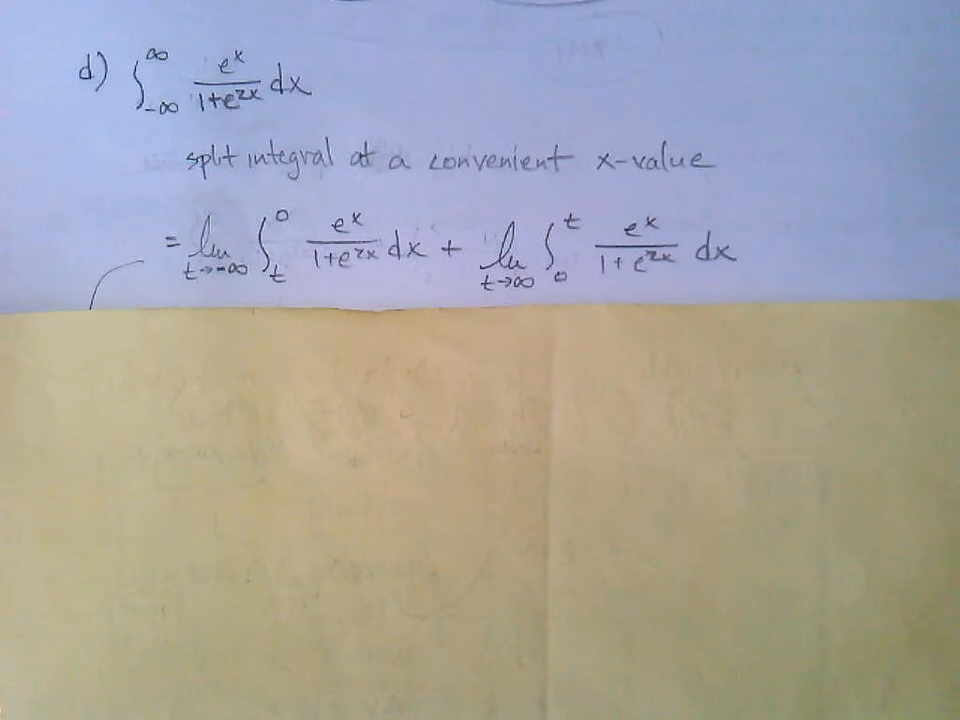 d) ∫_{-∞}^{∞} e^x/(1+e^{2x}) dx
split integral at a convenient x-value
= lim_{t→-∞} ∫_t^0 e^x/(1+e^{2x}) dx + lim_{t→∞} ∫_0^t e^x/(1+e^{2x}) dx